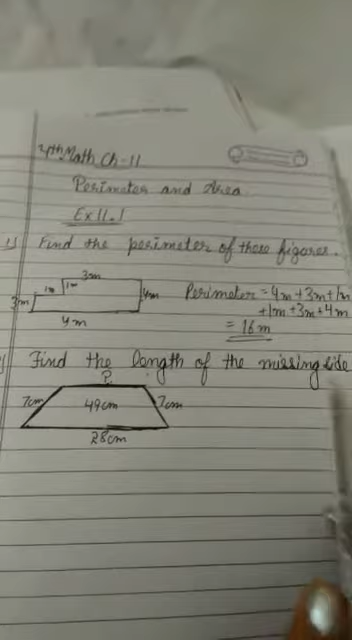 4th Math Ch-11
Perimeter and Area
Ex 11.1
1) Find the perimeter of these figures.
3m
1m 1m
3m 4m
4m
Perimeter = 4m+3m+1m
+1m+3m+4m
= 16m
Find the length of the missing side
?
7cm 49cm 7cm
28cm